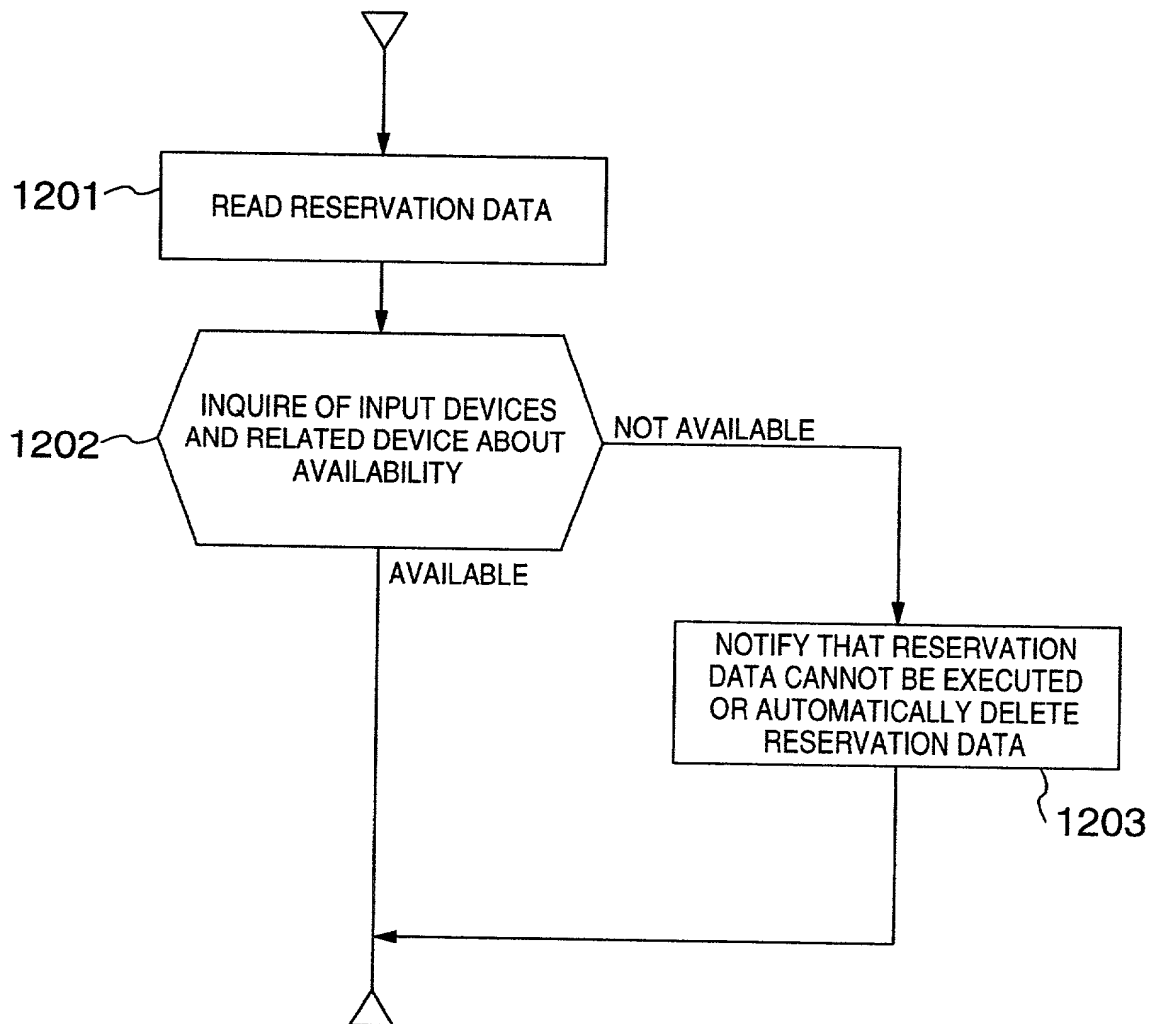 1201
READ RESERVATION DATA
1202
INQUIRE OF INPUT DEVICES
AND RELATED DEVICE ABOUT
AVAILABILITY
NOT AVAILABLE
AVAILABLE
NOTIFY THAT RESERVATION
DATA CANNOT BE EXECUTED
OR AUTOMATICALLY DELETE
RESERVATION DATA
1203